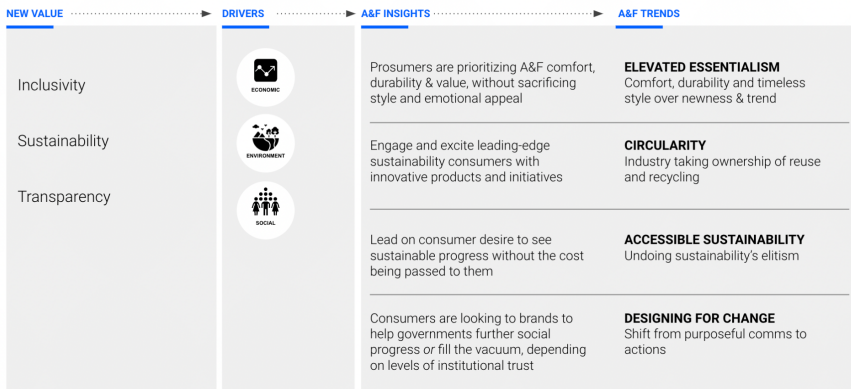 NEW VALUE
DRIVERS
A&F INSIGHTS
A&F TRENDS
Inclusivity
Sustainability
Transparency
ECONOMIC
ENVIRONMENT
SOCIAL
Prosumers are prioritizing A&F comfort,
durability & value, without sacrificing
style and emotional appeal
ELEVATED ESSENTIALISM
Comfort, durability and timeless
style over newness & trend
Engage and excite leading-edge
sustainability consumers with
innovative products and initiatives
CIRCULARITY
Industry taking ownership of reuse
and recycling
Lead on consumer desire to see
sustainable progress without the cost
being passed to them
ACCESSIBLE SUSTAINABILITY
Undoing sustainability's elitism
Consumers are looking to brands to
help governments further social
progress or fill the vacuum, depending
on levels of institutional trust
DESIGNING FOR CHANGE
Shift from purposeful comms to
actions